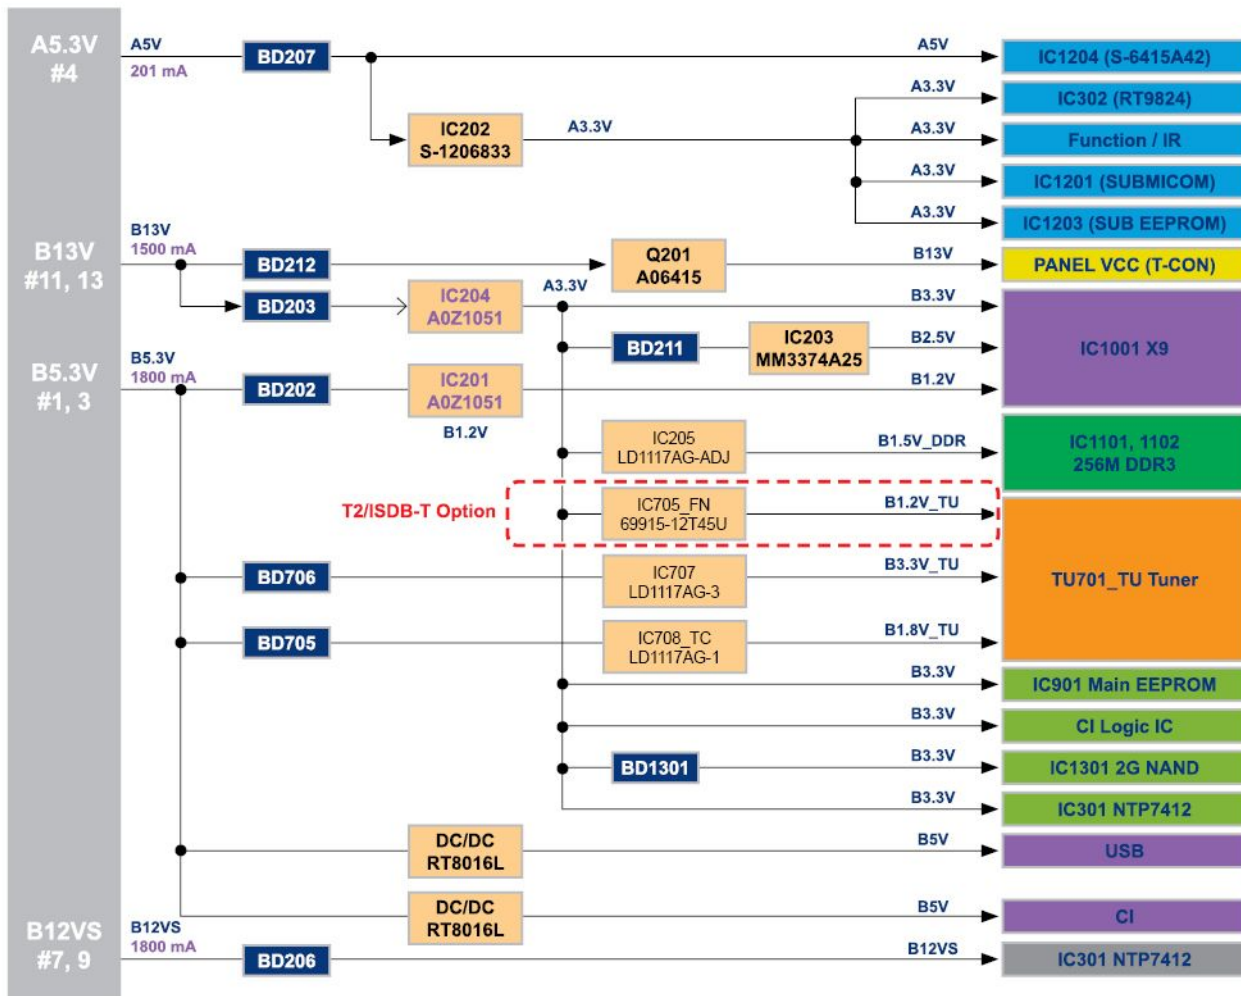 A5.3V
#4
A5V
201 mA
BD207
A5V
IC1204 (S-6415A42)
A3.3V
IC302 (RT9824)
IC202
S-1206833
A3.3V
A3.3V
Function / IR
A3.3V
IC1201 (SUBMICOM)
A3.3V
IC1203 (SUB EEPROM)
B13V
#11, 13
B13V
1500 mA
BD212
Q201
A06415
B13V
PANEL VCC (T-CON)
BD203
IC204
A0Z1051
A3.3V
B3.3V
BD211
IC203
MM3374A25
B2.5V
IC1001 X9
B5.3V
#1, 3
B5.3V
1800 mA
BD202
IC201
A0Z1051
B1.2V
B1.2V
IC205
LD1117AG-ADJ
B1.5V_DDR
IC1101, 1102
256M DDR3
T2/ISDB-T Option
IC705_FN
69915-12T45U
B1.2V_TU
BD706
IC707
LD1117AG-3
B3.3V_TU
TU701_TU Tuner
BD705
IC708_TC
LD1117AG-1
B1.8V_TU
B3.3V
IC901 Main EEPROM
B3.3V
CI Logic IC
BD1301
B3.3V
IC1301 2G NAND
B3.3V
IC301 NTP7412
DC/DC
RT8016L
B5V
USB
DC/DC
RT8016L
B5V
CI
B12VS
#7, 9
B12VS
1800 mA
BD206
B12VS
IC301 NTP7412